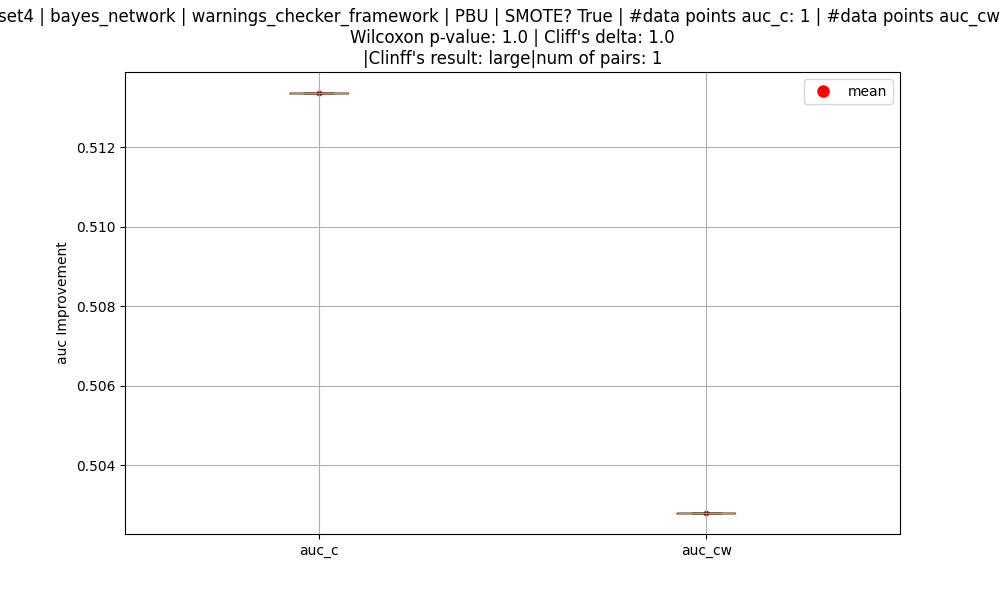 set4 | bayes_network | warnings_checker_framework | PBU | SMOTE? True | #data points auc_c: 1 | #data points auc_cw
Wilcoxon p-value: 1.0 | Cliff's delta: 1.0
|Clinff's result: large|num of pairs: 1
mean
0.512
0.510
0.508
0.506
0.504
auc Improvement
auc_c
auc_cw